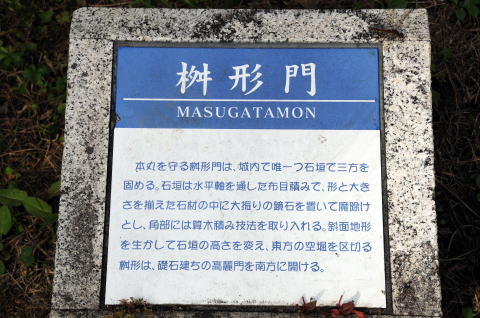 桝形門
MASUGATAMON
本丸を守る桝形門は、城内で唯一つ石垣で三方を
固める。石垣は水平軸を通した布目積みで、形と大き
さを揃えた石材の中に大振りの鏡石を置いて魔除け
とし、角部には算木積み技法を取り入れる。斜面地形
を生かして石垣の高さを変え、東方の空堀を区切る
桝形は、礎石建ちの高麗門を南方に開ける。